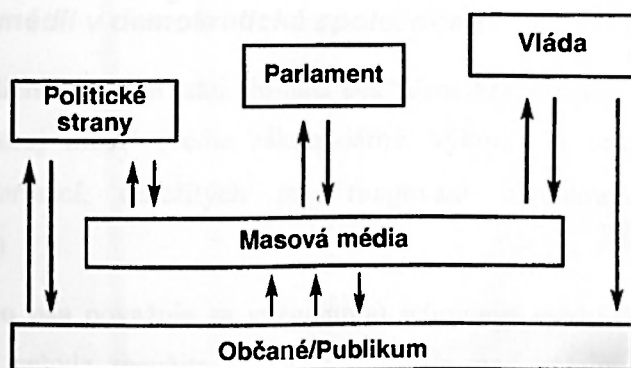 Vláda
Parlament
Politické
strany
Masová média
Občané/Publikum